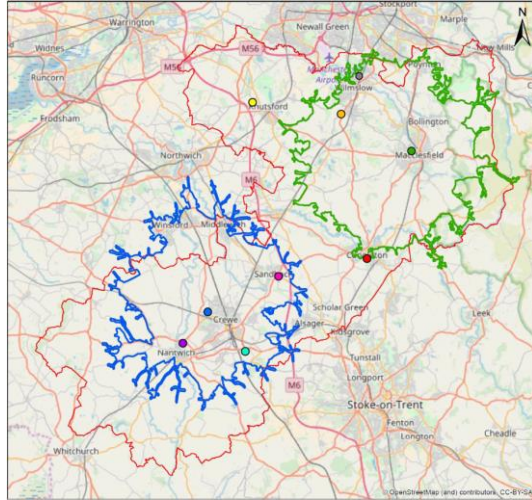 Stockport
Warrington
Newall Green
Marple
N
Widnes
M56
New Mills
Runcorn
M56
Airport
Poynton
Wilmslow
Frodsham
Knutsford
Bollington
Northwich
Macclesfield
M6
Winsford
Middlewich
Congleton
Sandbach
Scholar Green
Leek
Crewe
Alsager
Kidsgrove
Nantwich
Tunstall
Longport
M6
Stoke-on-Trent
Fenton
Cheadle
Whitchurch
Longton
© OpenStreetMap (and) contributors, CC-BY-SA